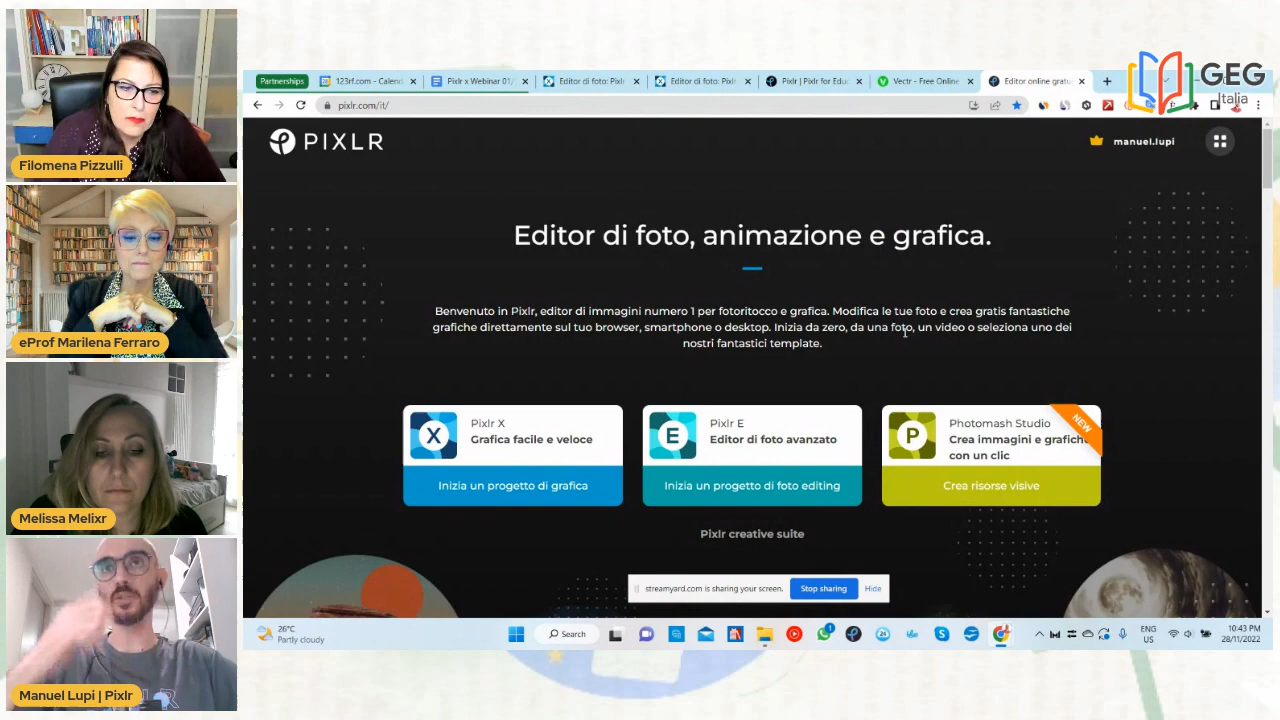 Filomena Pizzulli
eProf Marilena Ferraro
Melissa Melixr
Manuel Lupi | Pixlr
Partnerships
123rf.com - Calend
Pixlr x Webinar 01/
Editor di foto: Pixl
Editor di foto: Pixl
Pixlr | Pixlr for Edu
Vectr - Free Online
Editor online gratu
pixlr.com/it/
GEG
Italia
PIXLR
manuel.lupi
Editor di foto, animazione e grafica.
Benvenuto in Pixlr, editor di immagini numero 1 per fotoritocco e grafica. Modifica le tue foto e crea gratis fantastiche
grafiche direttamente sul tuo browser, smartphone o desktop. Inizia da zero, da una foto, un video o seleziona uno dei
nostri fantastici template.
X
Pixlr X
Grafica facile e veloce
Inizia un progetto di grafica
E
Pixlr E
Editor di foto avanzato
Inizia un progetto di foto editing
P
Photomash Studio
Crea immagini e grafiche
con un clic
NEW
Crea risorse visive
Pixlr creative suite
streamyard.com is sharing your screen.
Stop sharing
Hide
26°C
Partly cloudy
Search
1
ENG
US
10:43 PM
28/11/2022